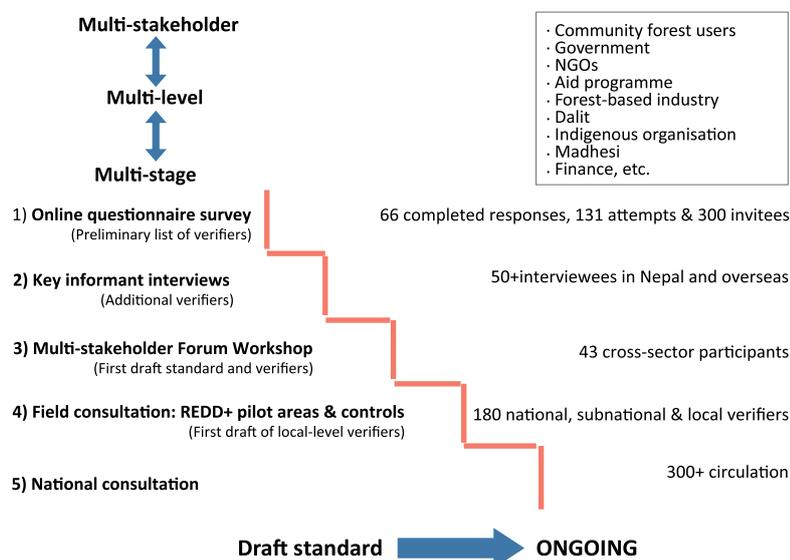 Multi-stakeholder
Multi-level
Multi-stage
· Community forest users
· Government
· NGOs
· Aid programme
· Forest-based industry
· Dalit
· Indigenous organisation
· Madhesi
· Finance, etc.
1) Online questionnaire survey
(Preliminary list of verifiers)
66 completed responses, 131 attempts & 300 invitees
2) Key informant interviews
(Additional verifiers)
50+interviewees in Nepal and overseas
3) Multi-stakeholder Forum Workshop
(First draft standard and verifiers)
43 cross-sector participants
4) Field consultation: REDD+ pilot areas & controls
(First draft of local-level verifiers)
180 national, subnational & local verifiers
5) National consultation
300+ circulation
Draft standard
ONGOING